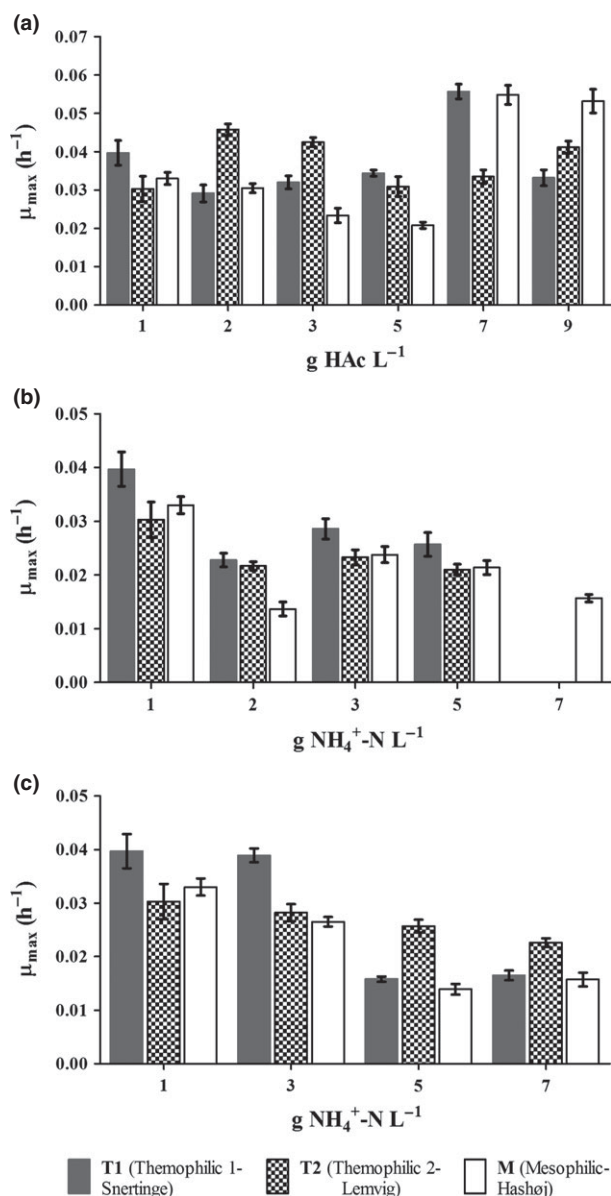 (a)
0.07
0.06
0.05
0.04
0.03
0.02
0.01
0.00
μmax (h⁻¹)
1 2 3 5 7 9
g HAc L⁻¹
(b)
0.05
0.04
0.03
0.02
0.01
0.00
μmax (h⁻¹)
1 2 3 5 7
g NH₄⁺-N L⁻¹
(c)
0.05
0.04
0.03
0.02
0.01
0.00
μmax (h⁻¹)
1 3 5 7
g NH₄⁺-N L⁻¹
T1 (Themophilic 1-
Snertinge)
T2 (Themophilic 2-
Lemvig)
M (Mesophilic-
Hashøj)